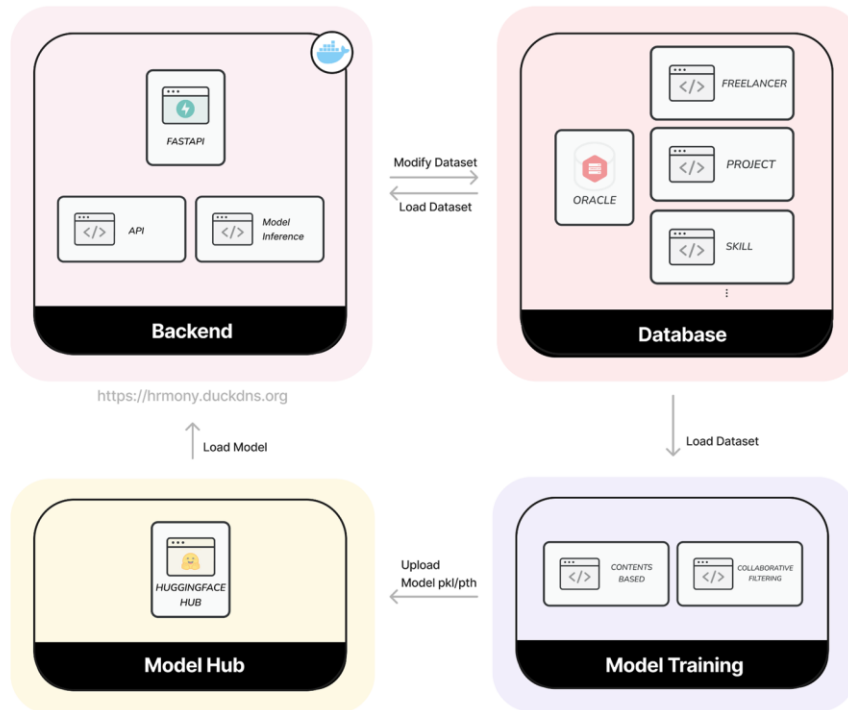 FASTAPI
API
Model
Inference
Backend
https://hrmony.duckdns.org
Modify Dataset
Load Dataset
ORACLE
FREELANCER
PROJECT
SKILL
⋮
Database
Load Model
Load Dataset
HUGGINGFACE
HUB
Model Hub
Upload
Model pkl/pth
CONTENTS
BASED
COLLABORATIVE
FILTERING
Model Training